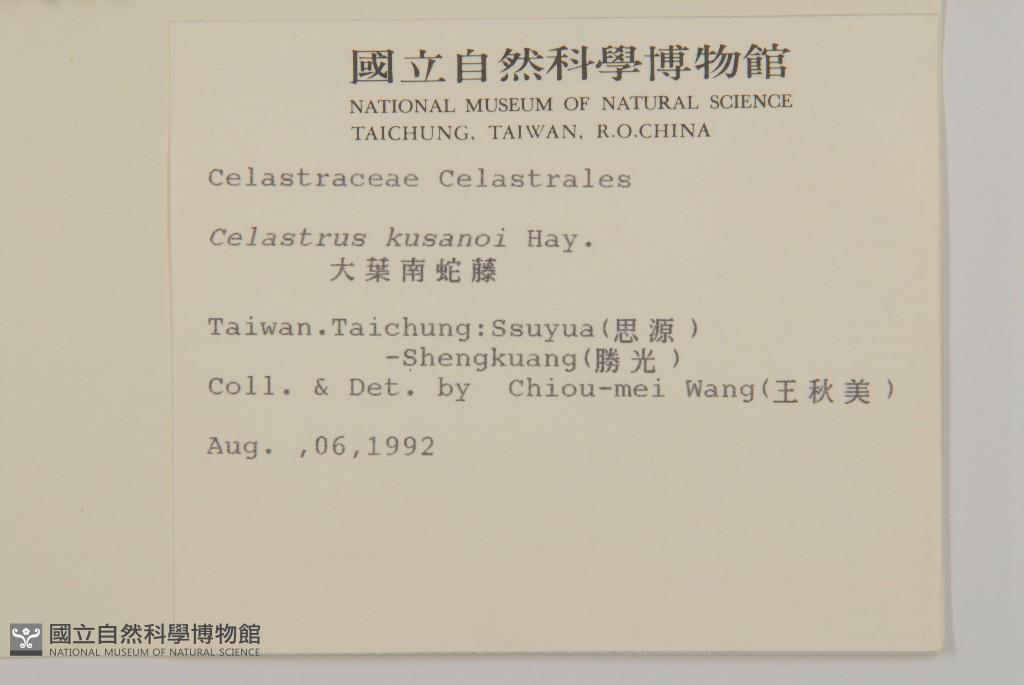 國立自然科學博物館
NATIONAL MUSEUM OF NATURAL SCIENCE
TAICHUNG, TAIWAN, R.O.CHINA
Celastraceae Celastrales
Celastrus kusanoi Hay.
大葉南蛇藤
Taiwan.Taichung:Ssuyua(思源)
-Shengkuang(勝光)
Coll. & Det. by Chiou-mei Wang(王秋美)
Aug. ,06,1992
國立自然科學博物館
NATIONAL MUSEUM OF NATURAL SCIENCE